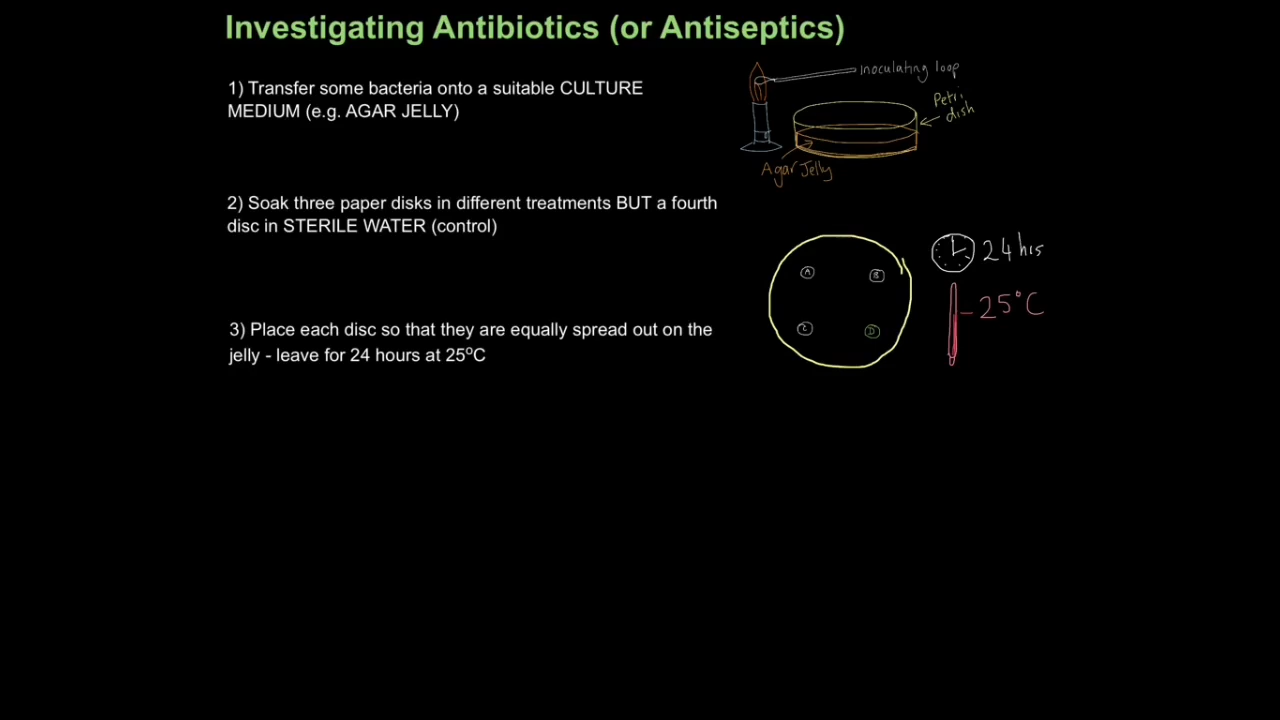 Investigating Antibiotics (or Antiseptics)
1) Transfer some bacteria onto a suitable CULTURE
MEDIUM (e.g. AGAR JELLY)
Inoculating loop
Petri
dish
Agar Jelly
2) Soak three paper disks in different treatments BUT a fourth
disc in STERILE WATER (control)
24 hrs
A
B
3) Place each disc so that they are equally spread out on the
jelly - leave for 24 hours at 25°C
25°C
C
D